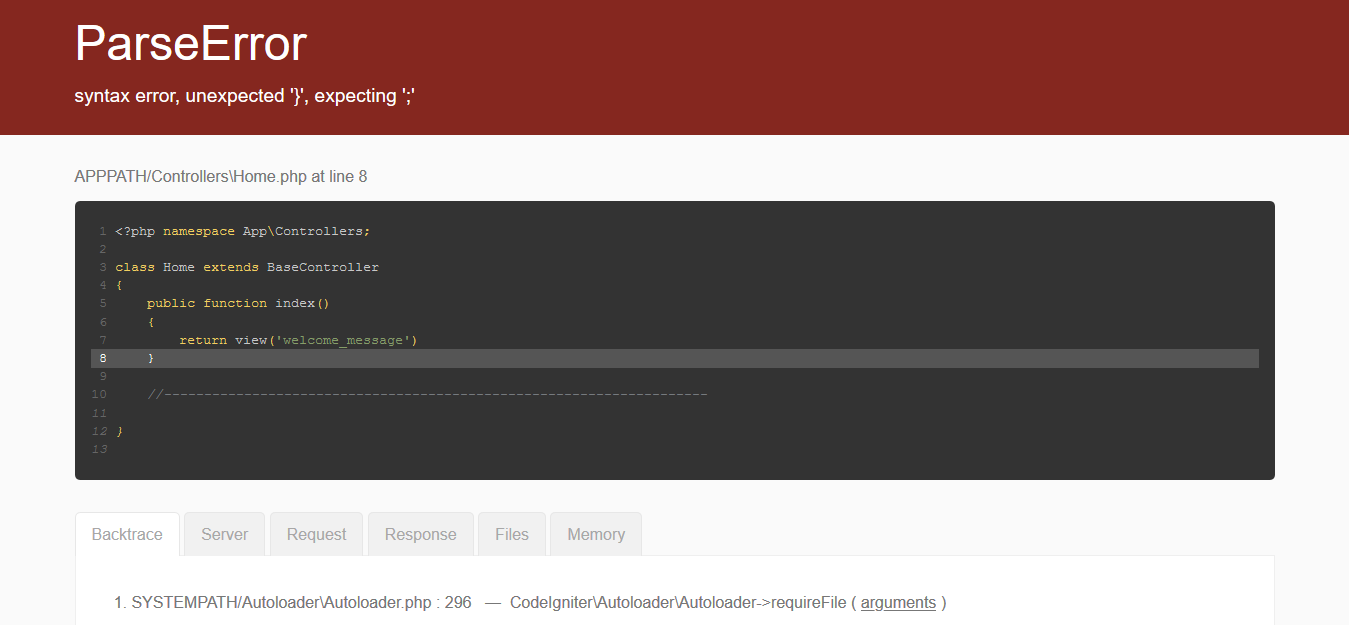 ParseError
syntax error, unexpected '}', expecting ';'
APPPATH/Controllers\Home.php at line 8
1 <?php namespace App\Controllers;
2
3 class Home extends BaseController
4 {
5     public function index()
6     {
7         return view('welcome_message')
8     }
9
10     //--------------------------------------------------------------------
11
12 }
13
Backtrace Server Request Response Files Memory
1. SYSTEMPATH/Autoloader\Autoloader.php : 296 — CodeIgniter\Autoloader\Autoloader->requireFile ( arguments )